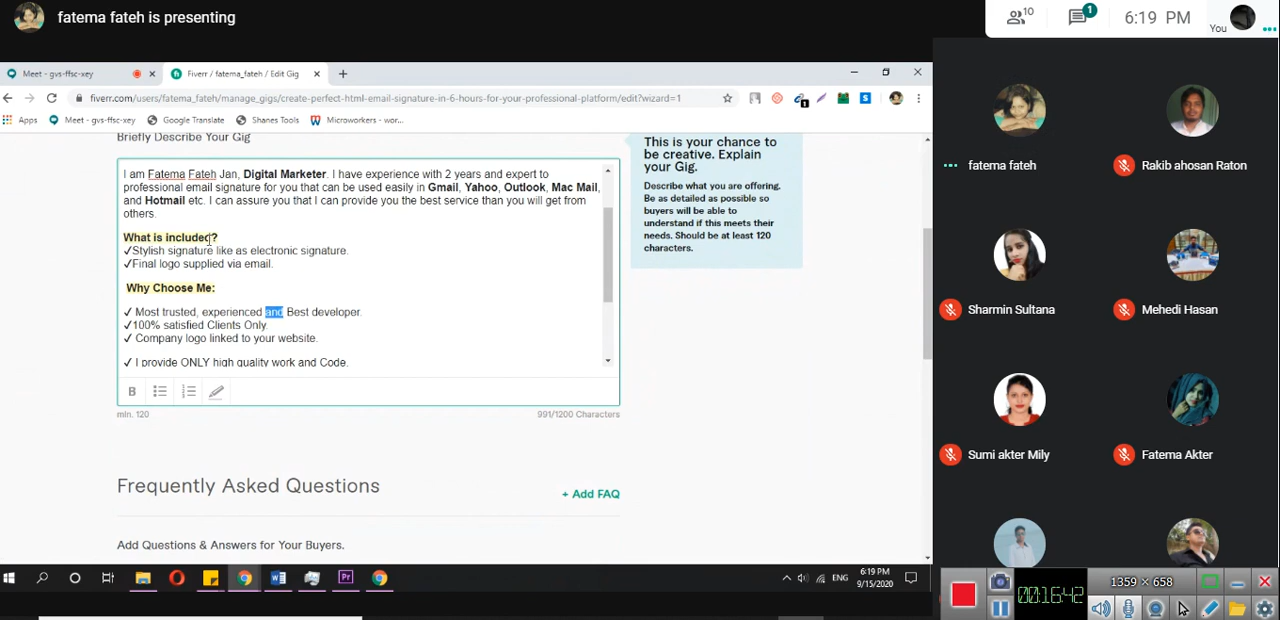 fatema fateh is presenting
10
1
6:19 PM
You
Meet - gvs-ffsc-xey
Fiverr / fatema_fateh / Edit Gig
fiverr.com/users/fatema_fateh/manage_gigs/create-perfect-html-email-signature-in-6-hours-for-your-professional-platform/edit?wizard=1
Apps
Meet - gvs-ffsc-xey
Google Translate
Shanes Tools
Microworkers - wor...
Briefly Describe Your Gig
I am Fatema Fateh Jan, Digital Marketer. I have experience with 2 years and expert to
professional email signature for you that can be used easily in Gmail, Yahoo, Outlook, Mac Mail,
and Hotmail etc. I can assure you that I can provide you the best service than you will get from
others.
What is included?
✓Stylish signature like as electronic signature.
✓Final logo supplied via email.
Why Choose Me:
✓ Most trusted, experienced and Best developer.
✓100% satisfied Clients Only.
✓ Company logo linked to your website.
✓ I provide ONLY high quality work and Code.
B
min. 120
991/1200 Characters
This is your chance
to be creative. Explain
your Gig.
Describe what you are offering.
Be as detailed as possible so
buyers will be able to
understand if this meets their
needs. Should be at least 120
characters.
Frequently Asked Questions
+ Add FAQ
Add Questions & Answers for Your Buyers.
fatema fateh
Rakib ahosan Raton
Sharmin Sultana
Mehedi Hasan
Sumi akter Mily
Fatema Akter
ENG
6:19 PM
9/15/2020
1359 × 658
00:16:42